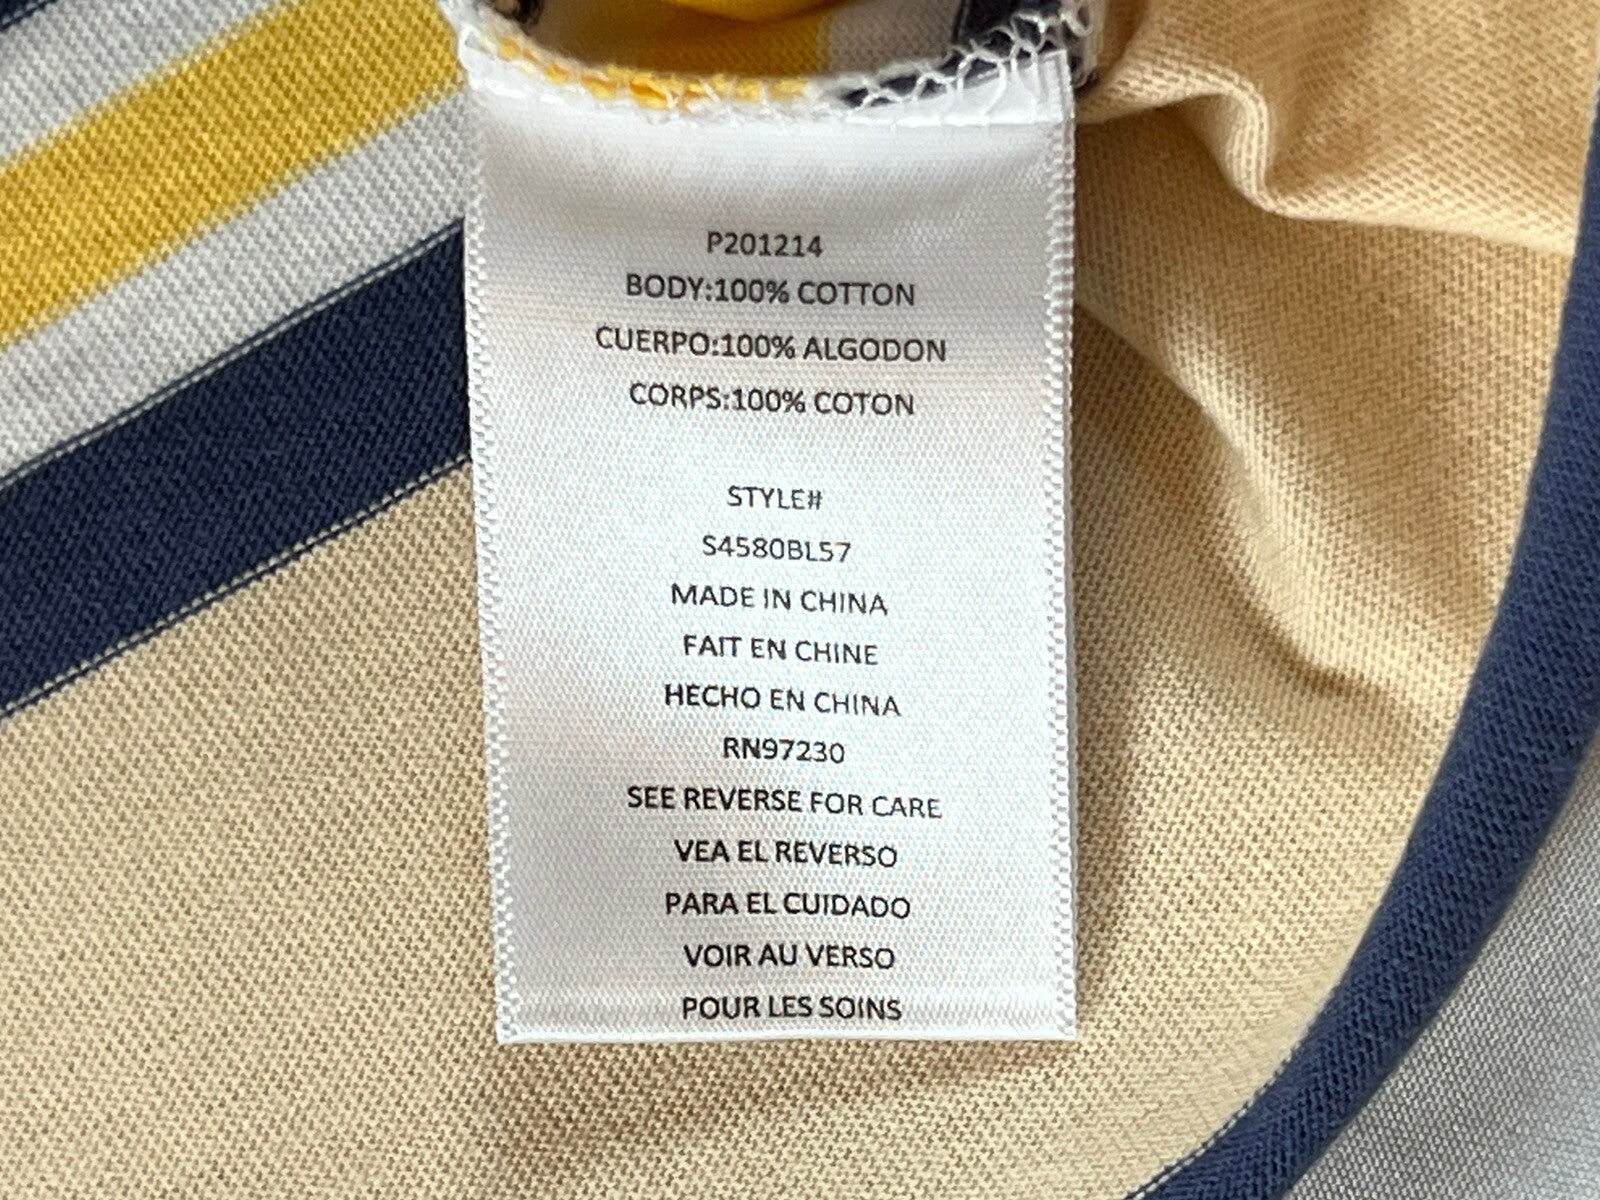 P201214
BODY:100% COTTON
CUERPO:100% ALGODON
CORPS:100% COTON
STYLE#
S4580BL57
MADE IN CHINA
FAIT EN CHINE
HECHO EN CHINA
RN97230
SEE REVERSE FOR CARE
VEA EL REVERSO
PARA EL CUIDADO
VOIR AU VERSO
POUR LES SOINS